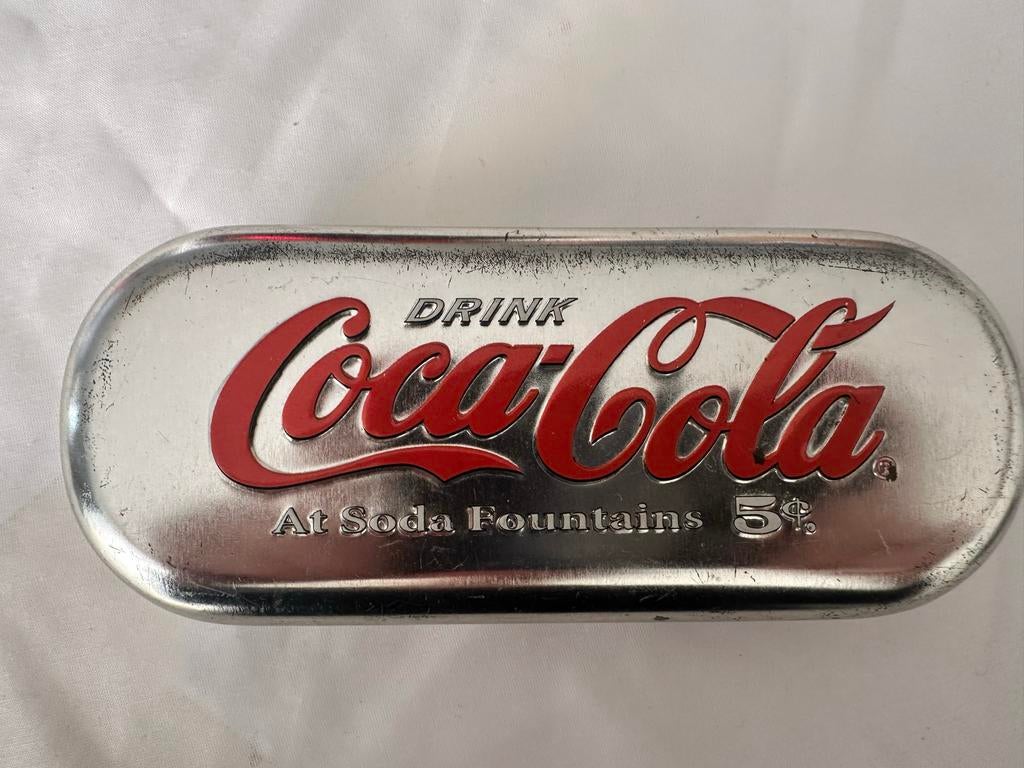 DRINK
Coca-Cola®
At Soda Fountains 5¢.